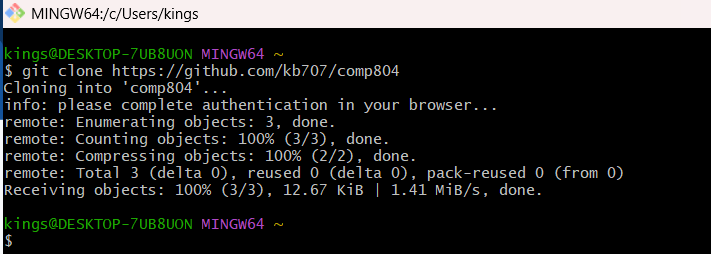 MINGW64:/c/Users/kings
kings@DESKTOP-7UB8UON MINGW64 ~
$ git clone https://github.com/kb707/comp804
Cloning into 'comp804'...
info: please complete authentication in your browser...
remote: Enumerating objects: 3, done.
remote: Counting objects: 100% (3/3), done.
remote: Compressing objects: 100% (2/2), done.
remote: Total 3 (delta 0), reused 0 (delta 0), pack-reused 0 (from 0)
Receiving objects: 100% (3/3), 12.67 KiB | 1.41 MiB/s, done.
kings@DESKTOP-7UB8UON MINGW64 ~
$